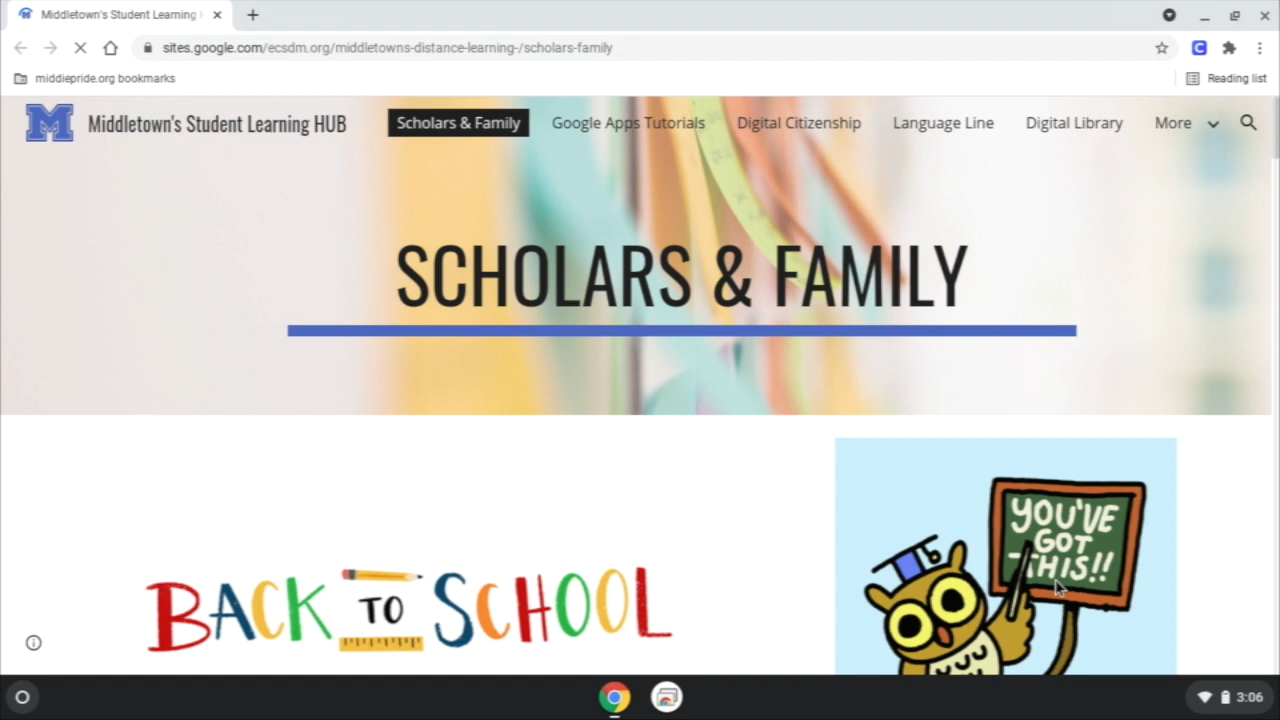 Middletown's Student Learning
sites.google.com/ecsdm.org/middletowns-distance-learning-/scholars-family
middiepride.org bookmarks
Reading list
M
Middletown's Student Learning HUB
Scholars & Family
Google Apps Tutorials
Digital Citizenship
Language Line
Digital Library
More
SCHOLARS & FAMILY
YOU'VE
GOT
THIS!!
BACK TO SCHOOL
3:06